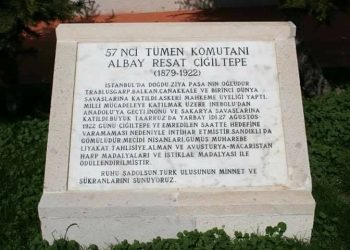 57 NCİ TÜMEN KOMUTANI
ALBAY REŞAT ÇİĞİLTEPE
(1879-1922)
İSTANBUL'DA DOĞDU.ZİYA PAŞA'NIN OĞLUDUR.
TRABLUSGARP,BALKAN,ÇANAKKALE VE BİRİNCİ DÜNYA
SAVAŞLARINA KATILDI.ASKERİ MAHKEME ÜYELİĞİ YAPTI.
MİLLİ MÜCADELEYE KATILMAK ÜZERE İNEBOLU'DAN
ANADOLU'YA GEÇTİ.İNÖNÜ VE SAKARYA SAVAŞLARINA
KATILDI.BÜYÜK TAARRUZ'DA YARBAY İDİ.27 AĞUSTOS
1922 GÜNÜ ÇİĞİLTEPE'YE EMREDİLEN SAATTE HEDEFİNE
VARAMAMASI NEDENİYLE İNTİHAR ETMİŞTİR.SANDIKLI'DA
GÖMÜLÜDÜR.MECİDİ NİŞANLARI,GÜMÜŞ MUHAREBE
LİYAKAT,TAHLİSİYE,ALMAN VE AVUSTURYA-MACARİSTAN
HARP MADALYALARI VE İSTİKLAL MADALYASI İLE
ÖDÜLLENDİRİLMİŞTİR.
RUHU ŞADOLSUN.TÜRK ULUSUNUN MİNNET VE
ŞÜKRANLARINI SUNUYORUZ.